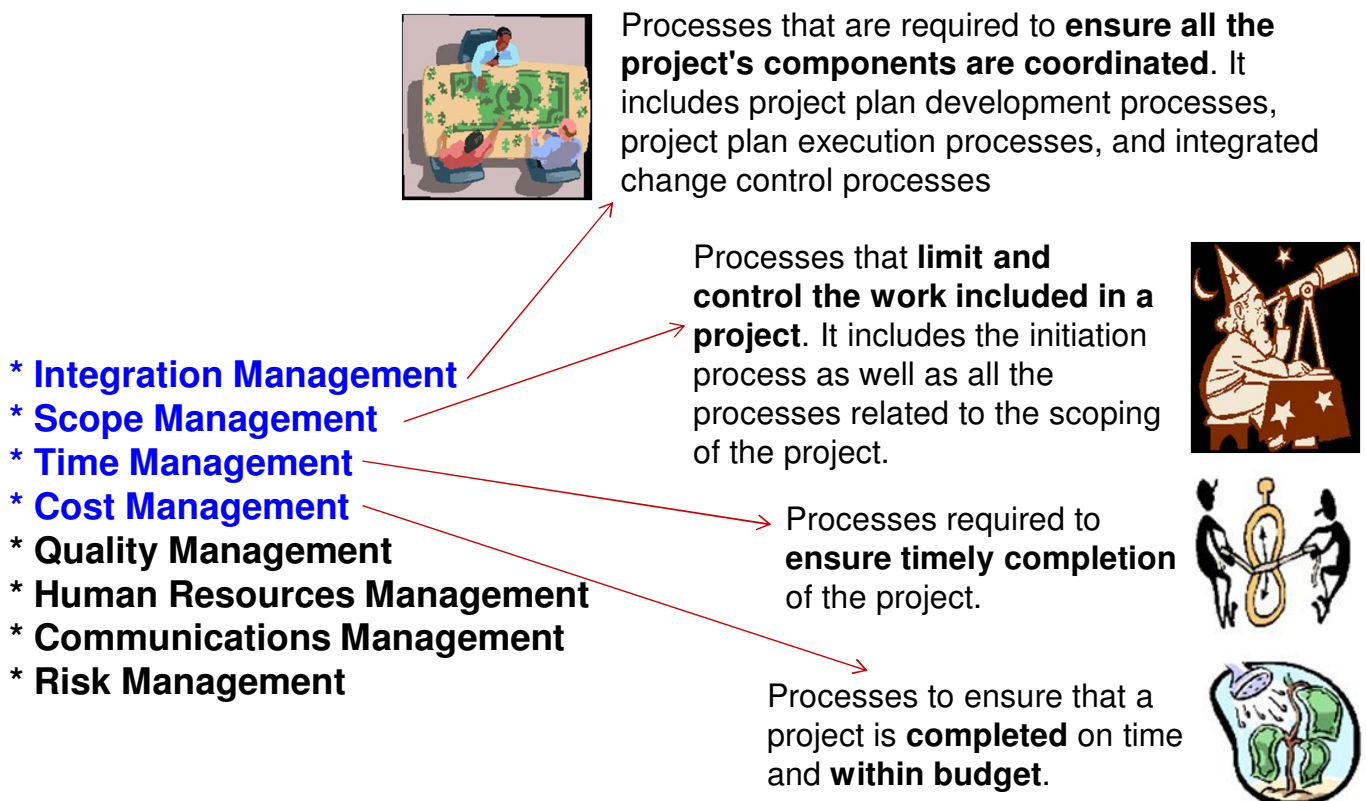 Processes that are required to ensure all the
project's components are coordinated. It
includes project plan development processes,
project plan execution processes, and integrated
change control processes
Processes that limit and
control the work included in a
project. It includes the initiation
process as well as all the
processes related to the scoping
of the project.
* Integration Management
* Scope Management
* Time Management
* Cost Management
* Quality Management
* Human Resources Management
* Communications Management
* Risk Management
Processes required to
ensure timely completion
of the project.
Processes to ensure that a
project is completed on time
and within budget.